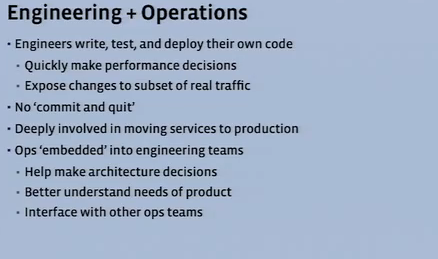 Engineering + Operations
• Engineers write, test, and deploy their own code
• Quickly make performance decisions
• Expose changes to subset of real traffic
• No ‘commit and quit’
• Deeply involved in moving services to production
• Ops ‘embedded’ into engineering teams
• Help make architecture decisions
• Better understand needs of product
• Interface with other ops teams